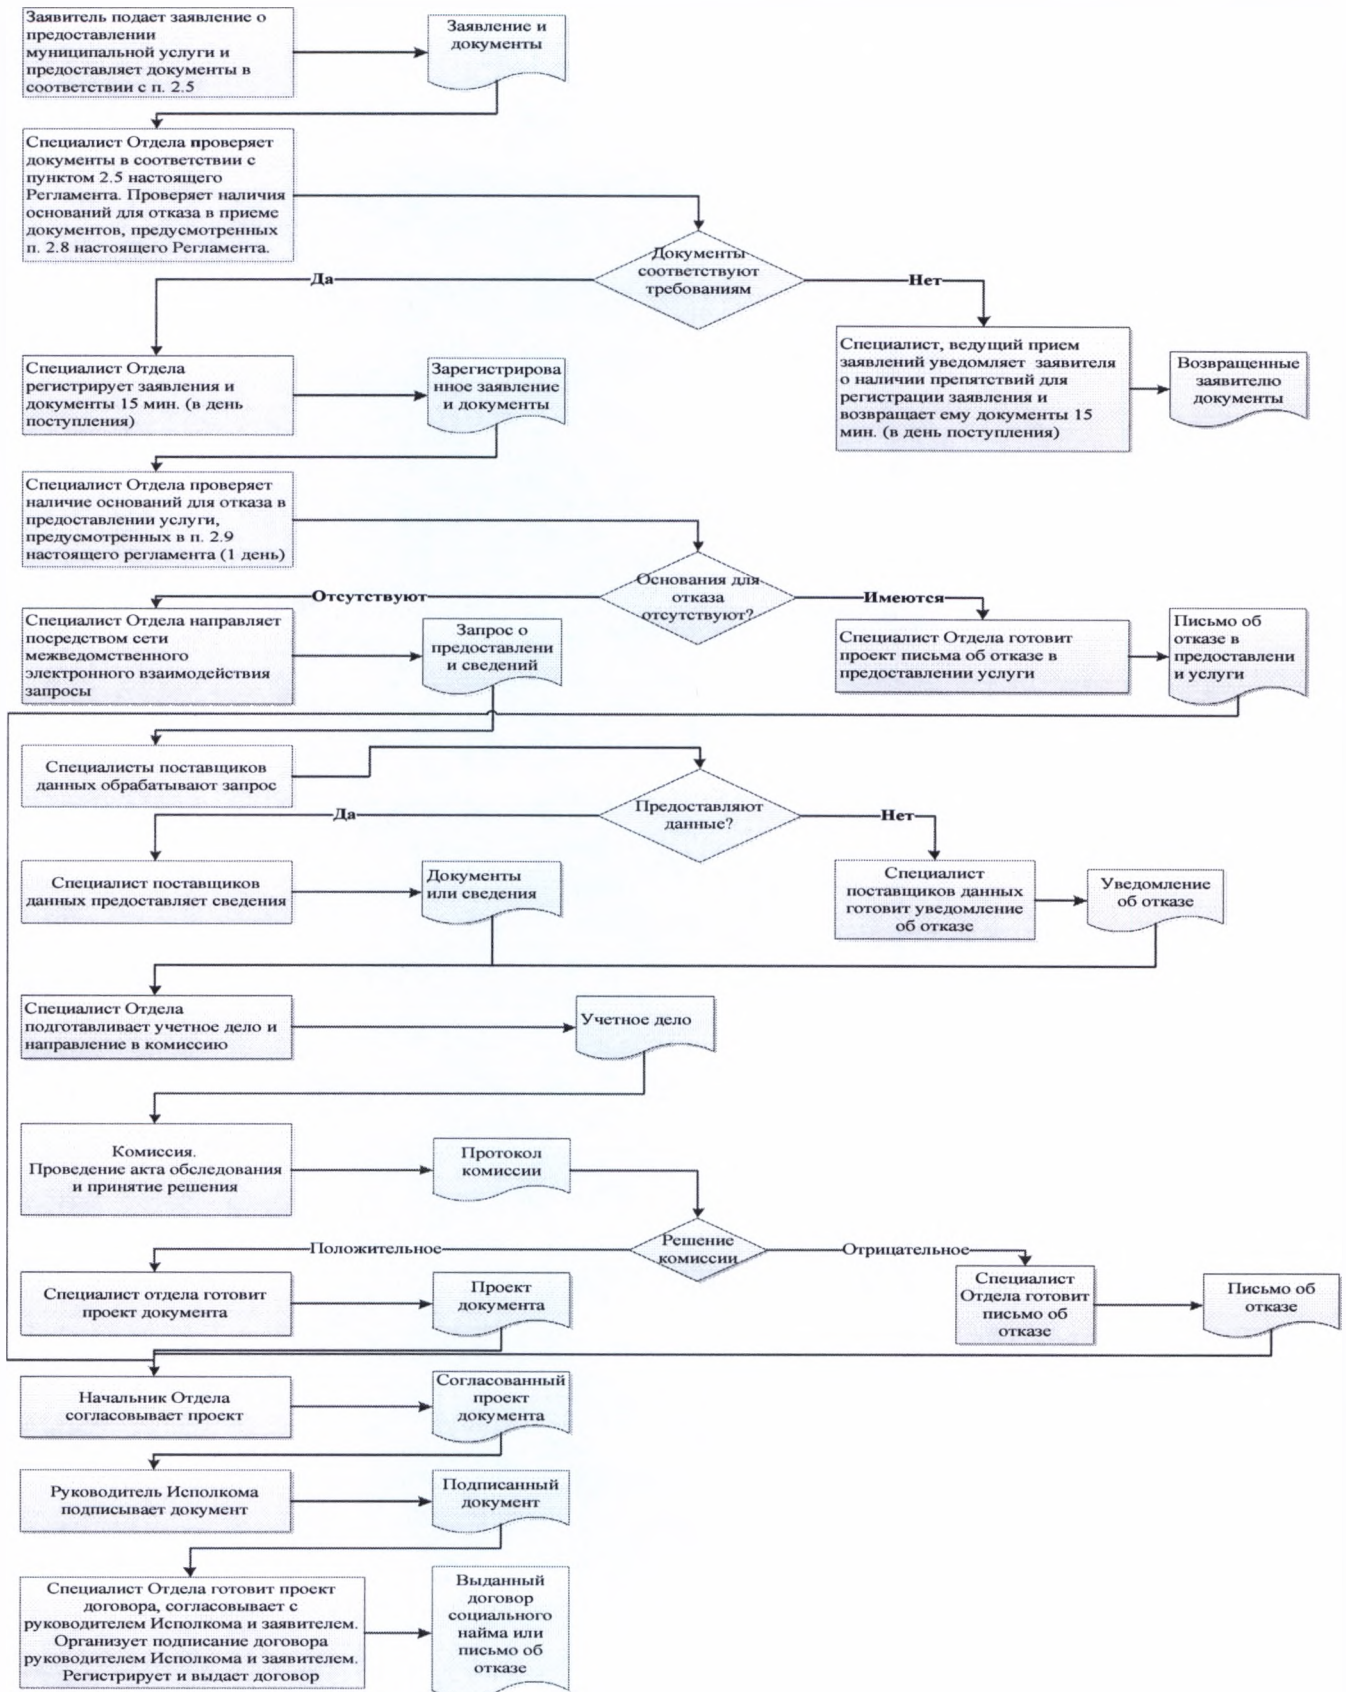 Заявитель подает заявление о
предоставлении
муниципальной услуги и
предоставляет документы в
соответствии с п. 2.5
Заявление и
документы
Специалист Отдела проверяет
документы в соответствии с
пунктом 2.5 настоящего
Регламента. Проверяет наличия
оснований для отказа в приеме
документов, предусмотренных
п. 2.8 настоящего Регламента.
Документы
соответствуют
требованиям
Да
Нет
Специалист Отдела
регистрирует заявления и
документы 15 мин. (в день
поступления)
Зарегистрирова
нное заявление
и документы
Специалист, ведущий прием
заявлений уведомляет заявителя
о наличии препятствий для
регистрации заявления и
возвращает ему документы 15
мин. (в день поступления)
Возвращенные
заявителю
документы
Специалист Отдела проверяет
наличие оснований для отказа в
предоставлении услуги,
предусмотренных в п. 2.9
настоящего регламента (1 день)
Основания для
отказа
отсутствуют?
Отсутствуют
Имеются
Специалист Отдела направляет
посредством сети
межведомственного
электронного взаимодействия
запросы
Запрос о
предоставлени
и сведений
Специалист Отдела готовит
проект письма об отказе в
предоставлении услуги
Письмо об
отказе в
предоставлени
и услуги
Специалисты поставщиков
данных обрабатывают запрос
Предоставляют
данные?
Да
Нет
Специалист поставщиков
данных предоставляет сведения
Документы
или сведения
Специалист
поставщиков данных
готовит уведомление
об отказе
Уведомление
об отказе
Специалист Отдела
подготавливает учетное дело и
направление в комиссию
Учетное дело
Комиссия.
Проведение акта обследования
и принятие решения
Протокол
комиссии
Решение
комиссии
Положительное
Отрицательное
Специалист отдела готовит
проект документа
Проект
документа
Специалист
Отдела готовит
письмо об
отказе
Письмо об
отказе
Начальник Отдела
согласовывает проект
Согласованный
проект
документа
Руководитель Исполкома
подписывает документ
Подписанный
документ
Специалист Отдела готовит проект
договора, согласовывает с
руководителем Исполкома и заявителем.
Организует подписание договора
руководителем Исполкома и заявителем.
Регистрирует и выдает договор
Выданный
договор
социального
найма или
письмо об
отказе